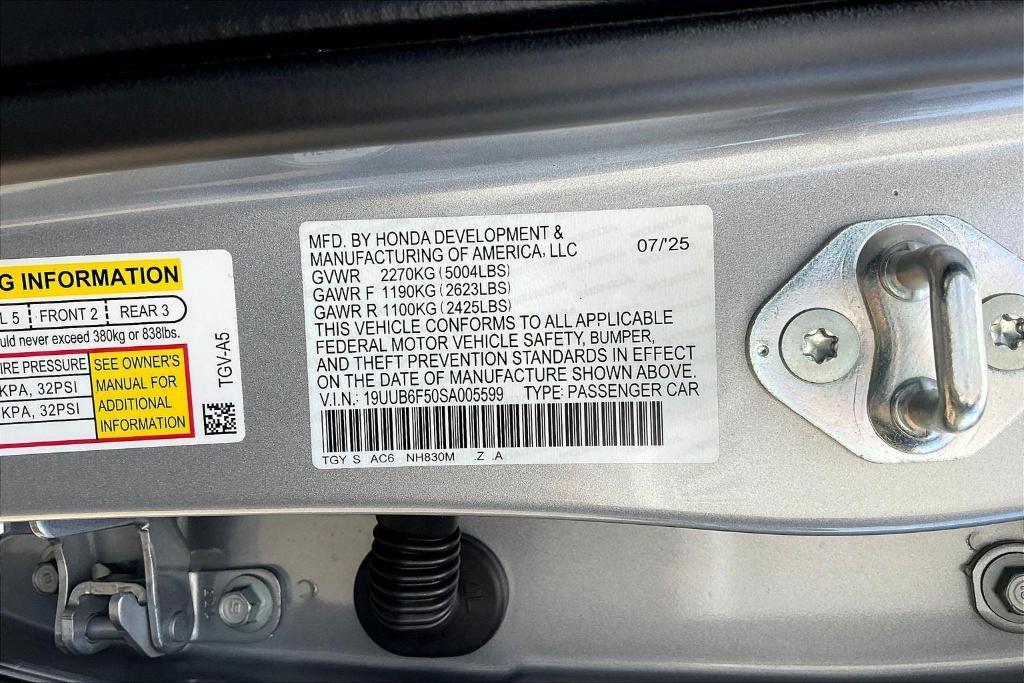 G INFORMATION
L 5 FRONT 2 REAR 3
never exceed 380kg or 838lbs.
PRESSURE
KPA, 32PSI
KPA, 32PSI
SEE OWNER'S
MANUAL FOR
ADDITIONAL
INFORMATION
TGV-A5
MFD. BY HONDA DEVELOPMENT &
MANUFACTURING OF AMERICA, LLC 07/'25
GVWR 2270KG (5004LBS)
GAWR F 1190KG (2623LBS)
GAWR R 1100KG (2425LBS)
THIS VEHICLE CONFORMS TO ALL APPLICABLE
FEDERAL MOTOR VEHICLE SAFETY, BUMPER,
AND THEFT PREVENTION STANDARDS IN EFFECT
ON THE DATE OF MANUFACTURE SHOWN ABOVE.
V.I.N.: 19UUB6F50SA005599 TYPE: PASSENGER CAR
TGY S AC6 NH830M .Z .A